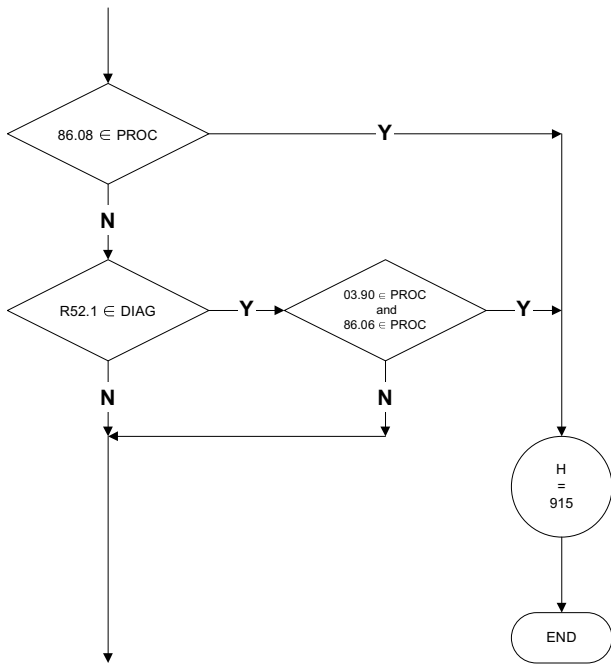 86.08 ∈ PROC
Y
N
R52.1 ∈ DIAG
Y
03.90 ∈ PROC
and
86.06 ∈ PROC
Y
N
N
H
=
915
END